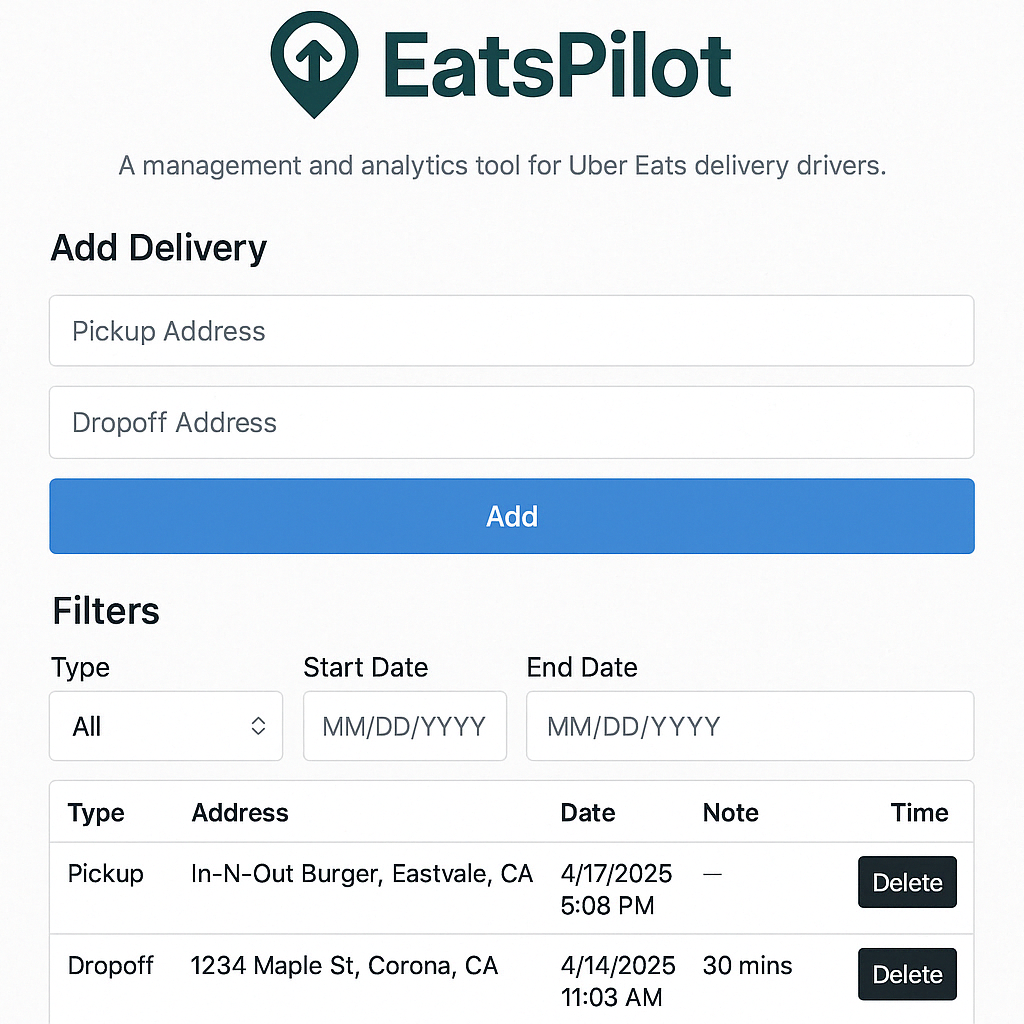 EatsPilot
A management and analytics tool for Uber Eats delivery drivers.
Add Delivery
Pickup Address
Dropoff Address
Add
Filters
Type Start Date End Date
All MM/DD/YYYY MM/DD/YYYY
Type Address Date Note Time
Pickup In-N-Out Burger, Eastvale, CA 4/17/2025 — Delete
5:08 PM
Dropoff 1234 Maple St, Corona, CA 4/14/2025 30 mins Delete
11:03 AM